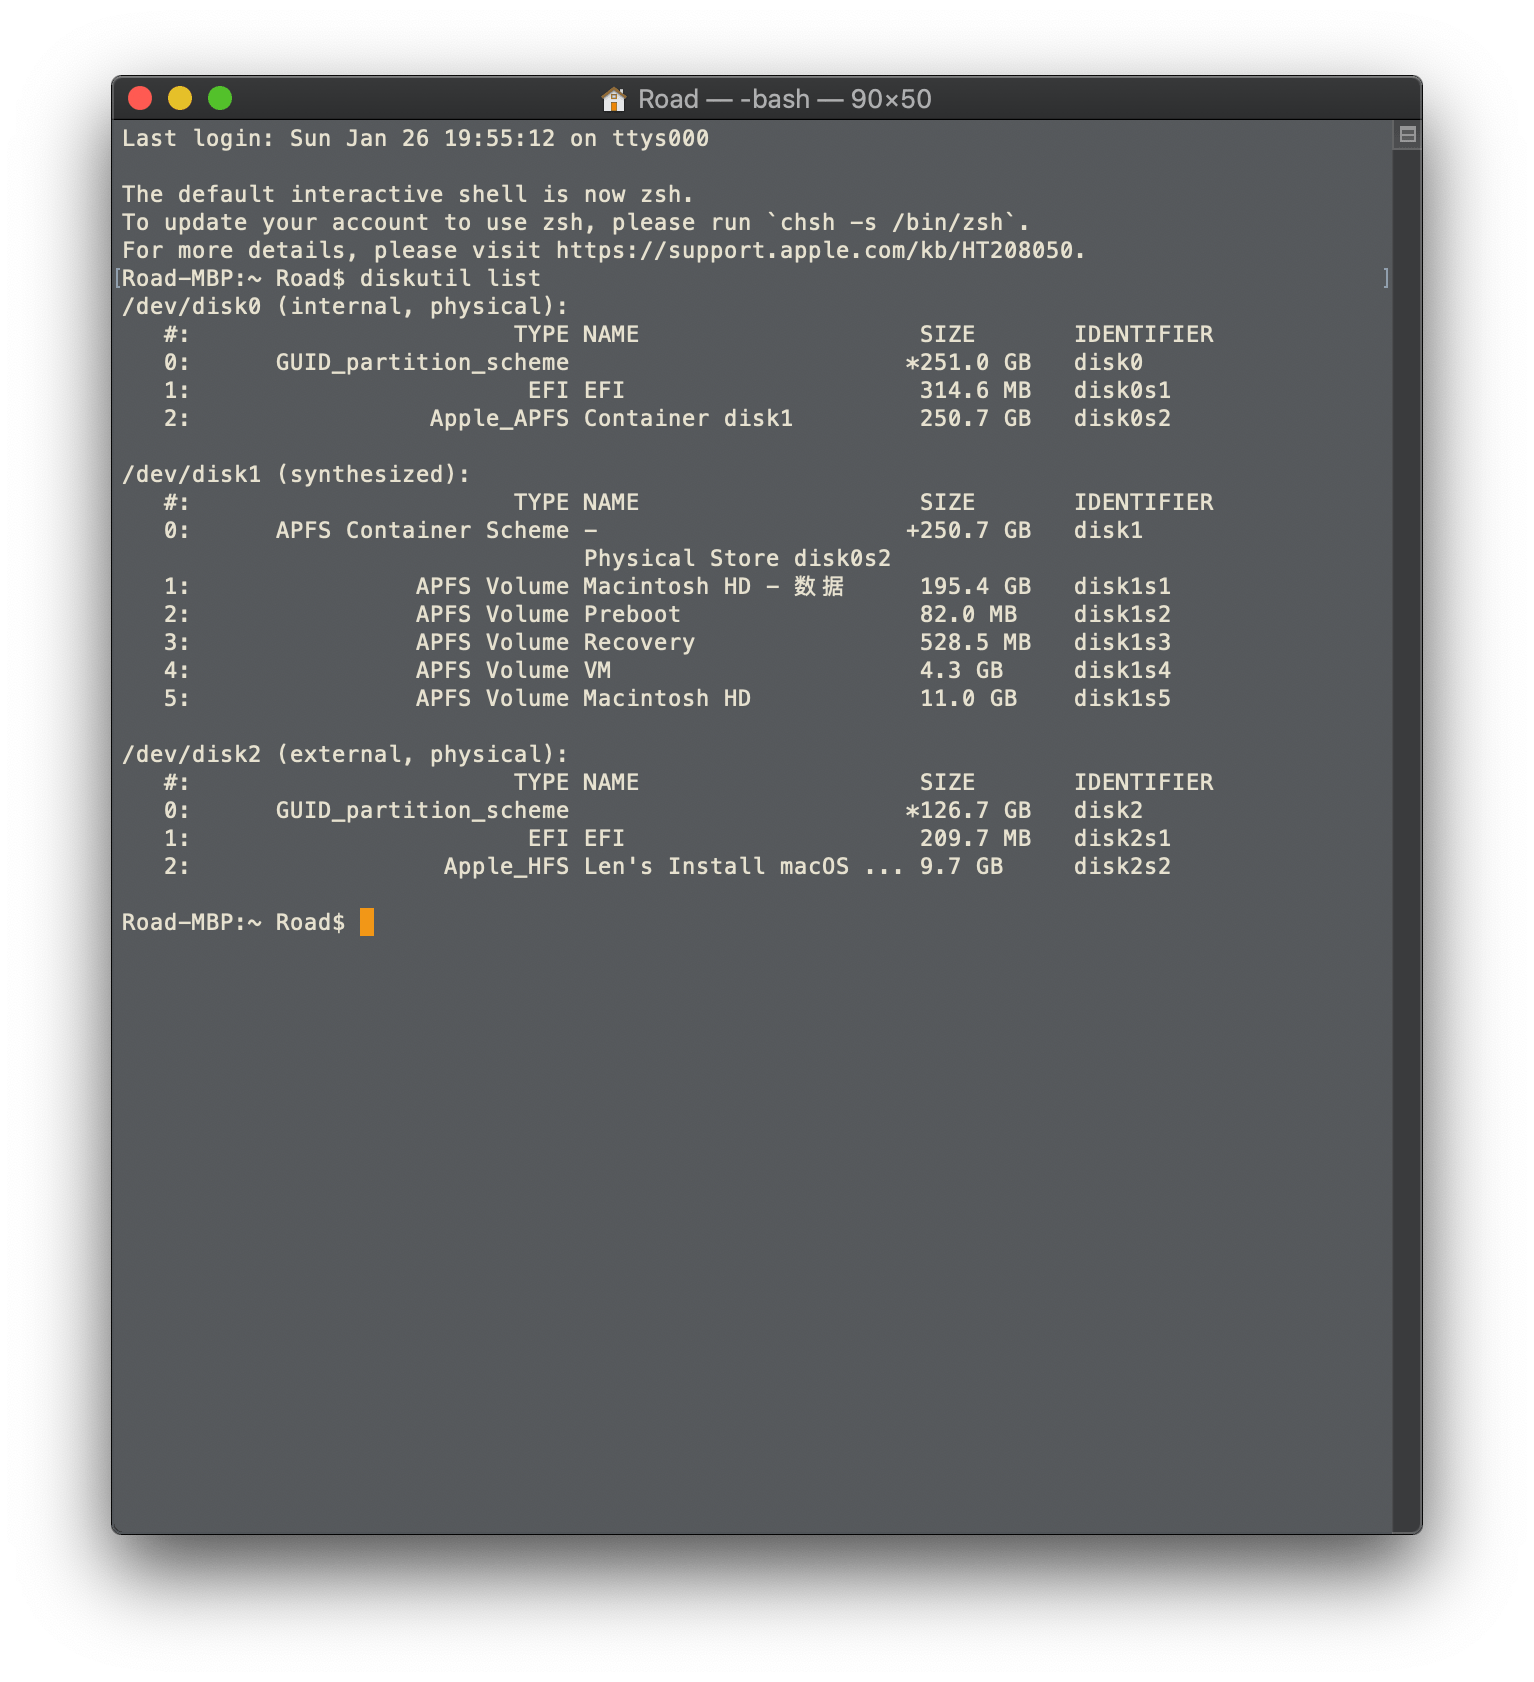 Road — -bash — 90×50
Last login: Sun Jan 26 19:55:12 on ttys000
The default interactive shell is now zsh.
To update your account to use zsh, please run `chsh -s /bin/zsh`.
For more details, please visit https://support.apple.com/kb/HT208050.
[Road-MBP:~ Road$ diskutil list ]
/dev/disk0 (internal, physical):
#: TYPE NAME SIZE IDENTIFIER
0: GUID_partition_scheme *251.0 GB disk0
1: EFI EFI 314.6 MB disk0s1
2: Apple_APFS Container disk1 250.7 GB disk0s2
/dev/disk1 (synthesized):
#: TYPE NAME SIZE IDENTIFIER
0: APFS Container Scheme - +250.7 GB disk1
Physical Store disk0s2
1: APFS Volume Macintosh HD - 数据 195.4 GB disk1s1
2: APFS Volume Preboot 82.0 MB disk1s2
3: APFS Volume Recovery 528.5 MB disk1s3
4: APFS Volume VM 4.3 GB disk1s4
5: APFS Volume Macintosh HD 11.0 GB disk1s5
/dev/disk2 (external, physical):
#: TYPE NAME SIZE IDENTIFIER
0: GUID_partition_scheme *126.7 GB disk2
1: EFI EFI 209.7 MB disk2s1
2: Apple_HFS Len's Install macOS ... 9.7 GB disk2s2
Road-MBP:~ Road$